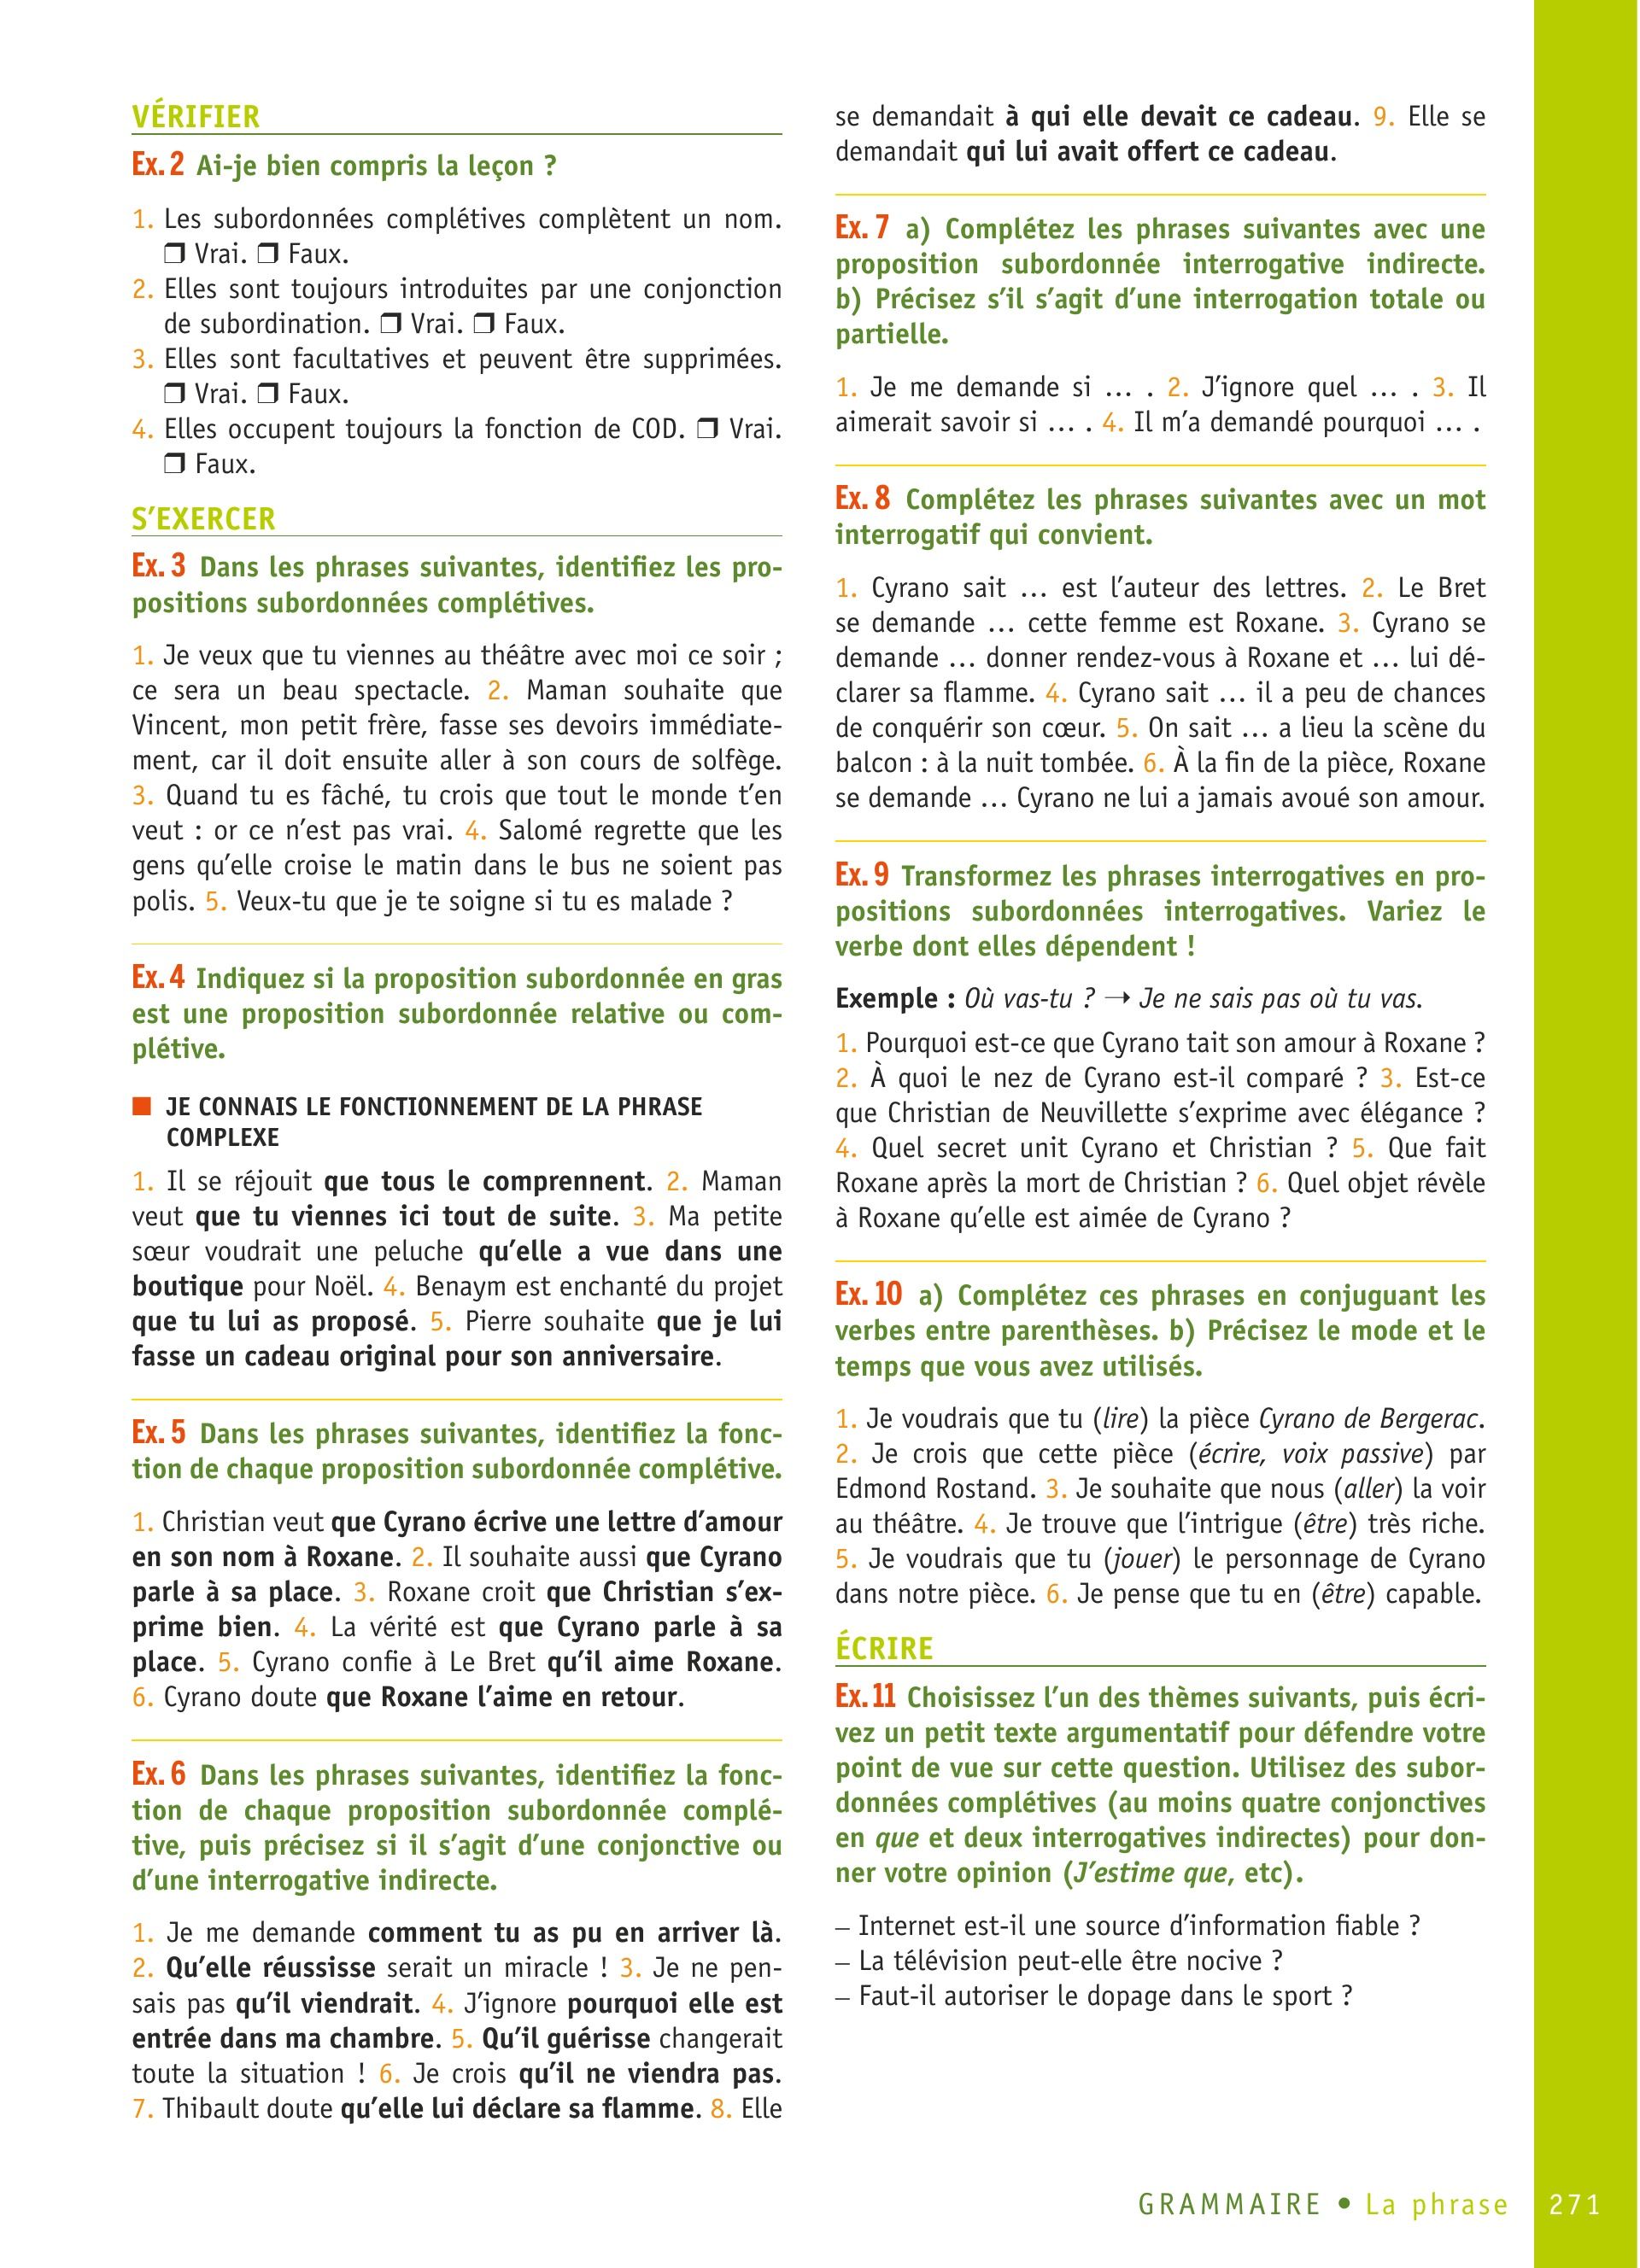 VÉRIFIER
Ex. 2 Ai-je bien compris la leçon ?
1. Les subordonnées complétives complètent un nom.
❒ Vrai. ❒ Faux.
2. Elles sont toujours introduites par une conjonction
de subordination. ❒ Vrai. ❒ Faux.
3. Elles sont facultatives et peuvent être supprimées.
❒ Vrai. ❒ Faux.
4. Elles occupent toujours la fonction de COD. ❒ Vrai.
❒ Faux.
S’EXERCER
Ex. 3 Dans les phrases suivantes, identifiez les pro-
positions subordonnées complétives.
1. Je veux que tu viennes au théâtre avec moi ce soir ;
ce sera un beau spectacle. 2. Maman souhaite que
Vincent, mon petit frère, fasse ses devoirs immédiate-
ment, car il doit ensuite aller à son cours de solfège.
3. Quand tu es fâché, tu crois que tout le monde t’en
veut : or ce n’est pas vrai. 4. Salomé regrette que les
gens qu’elle croise le matin dans le bus ne soient pas
polis. 5. Veux-tu que je te soigne si tu es malade ?
Ex. 4 Indiquez si la proposition subordonnée en gras
est une proposition subordonnée relative ou com-
plétive.
■ JE CONNAIS LE FONCTIONNEMENT DE LA PHRASE
COMPLEXE
1. Il se réjouit que tous le comprennent. 2. Maman
veut que tu viennes ici tout de suite. 3. Ma petite
sœur voudrait une peluche qu’elle a vue dans une
boutique pour Noël. 4. Benaym est enchanté du projet
que tu lui as proposé. 5. Pierre souhaite que je lui
fasse un cadeau original pour son anniversaire.
Ex. 5 Dans les phrases suivantes, identifiez la fonc-
tion de chaque proposition subordonnée complétive.
1. Christian veut que Cyrano écrive une lettre d’amour
en son nom à Roxane. 2. Il souhaite aussi que Cyrano
parle à sa place. 3. Roxane croit que Christian s’ex-
prime bien. 4. La vérité est que Cyrano parle à sa
place. 5. Cyrano confie à Le Bret qu’il aime Roxane.
6. Cyrano doute que Roxane l’aime en retour.
Ex. 6 Dans les phrases suivantes, identifiez la fonc-
tion de chaque proposition subordonnée complé-
tive, puis précisez si il s’agit d’une conjonctive ou
d’une interrogative indirecte.
1. Je me demande comment tu as pu en arriver là.
2. Qu’elle réussisse serait un miracle ! 3. Je ne pen-
sais pas qu’il viendrait. 4. J’ignore pourquoi elle est
entrée dans ma chambre. 5. Qu’il guérisse changerait
toute la situation ! 6. Je crois qu’il ne viendra pas.
7. Thibault doute qu’elle lui déclare sa flamme. 8. Elle
se demandait à qui elle devait ce cadeau. 9. Elle se
demandait qui lui avait offert ce cadeau.
Ex. 7 a) Complétez les phrases suivantes avec une
proposition subordonnée interrogative indirecte.
b) Précisez s’il s’agit d’une interrogation totale ou
partielle.
1. Je me demande si … . 2. J’ignore quel … . 3. Il
aimerait savoir si … . 4. Il m’a demandé pourquoi … .
Ex. 8 Complétez les phrases suivantes avec un mot
interrogatif qui convient.
1. Cyrano sait … est l’auteur des lettres. 2. Le Bret
se demande … cette femme est Roxane. 3. Cyrano se
demande … donner rendez-vous à Roxane et … lui dé-
clarer sa flamme. 4. Cyrano sait … il a peu de chances
de conquérir son cœur. 5. On sait … a lieu la scène du
balcon : à la nuit tombée. 6. À la fin de la pièce, Roxane
se demande … Cyrano ne lui a jamais avoué son amour.
Ex. 9 Transformez les phrases interrogatives en pro-
positions subordonnées interrogatives. Variez le
verbe dont elles dépendent !
Exemple : Où vas-tu ? → Je ne sais pas où tu vas.
1. Pourquoi est-ce que Cyrano tait son amour à Roxane ?
2. À quoi le nez de Cyrano est-il comparé ? 3. Est-ce
que Christian de Neuvillette s’exprime avec élégance ?
4. Quel secret unit Cyrano et Christian ? 5. Que fait
Roxane après la mort de Christian ? 6. Quel objet révèle
à Roxane qu’elle est aimée de Cyrano ?
Ex. 10 a) Complétez ces phrases en conjuguant les
verbes entre parenthèses. b) Précisez le mode et le
temps que vous avez utilisés.
1. Je voudrais que tu (lire) la pièce Cyrano de Bergerac.
2. Je crois que cette pièce (écrire, voix passive) par
Edmond Rostand. 3. Je souhaite que nous (aller) la voir
au théâtre. 4. Je trouve que l’intrigue (être) très riche.
5. Je voudrais que tu (jouer) le personnage de Cyrano
dans notre pièce. 6. Je pense que tu en (être) capable.
ÉCRIRE
Ex. 11 Choisissez l’un des thèmes suivants, puis écri-
vez un petit texte argumentatif pour défendre votre
point de vue sur cette question. Utilisez des subor-
données complétives (au moins quatre conjonctives
en que et deux interrogatives indirectes) pour don-
ner votre opinion (J’estime que, etc).
– Internet est-il une source d’information fiable ?
– La télévision peut-elle être nocive ?
– Faut-il autoriser le dopage dans le sport ?
GRAMMAIRE • La phrase 271